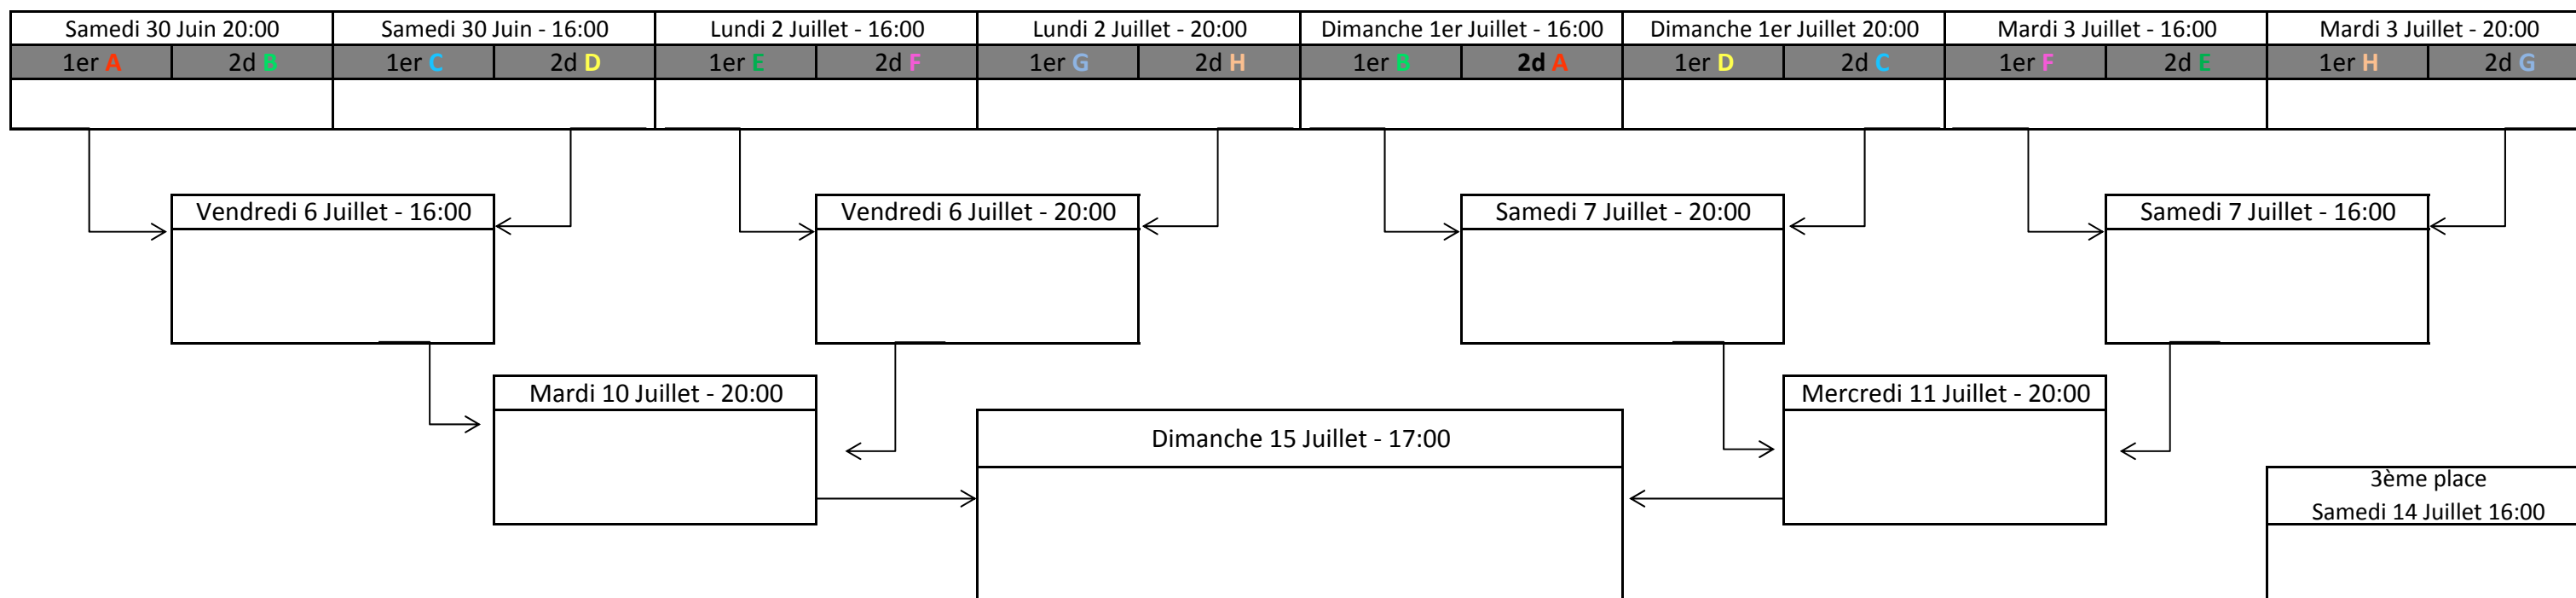 Samedi 30 Juin 20:00 Samedi 30 Juin - 16:00 Lundi 2 Juillet - 16:00 Lundi 2 Juillet - 20:00 Dimanche 1er Juillet - 16:00 Dimanche 1er Juillet 20:00 Mardi 3 Juillet - 16:00 Mardi 3 Juillet - 20:00
1er A 2d B 1er C 2d D 1er E 2d F 1er G 2d H 1er B 2d A 1er D 2d C 1er F 2d E 1er H 2d G
Vendredi 6 Juillet - 16:00 Vendredi 6 Juillet - 20:00 Samedi 7 Juillet - 20:00 Samedi 7 Juillet - 16:00
Mardi 10 Juillet - 20:00 Mercredi 11 Juillet - 20:00
Dimanche 15 Juillet - 17:00
3ème place
Samedi 14 Juillet 16:00